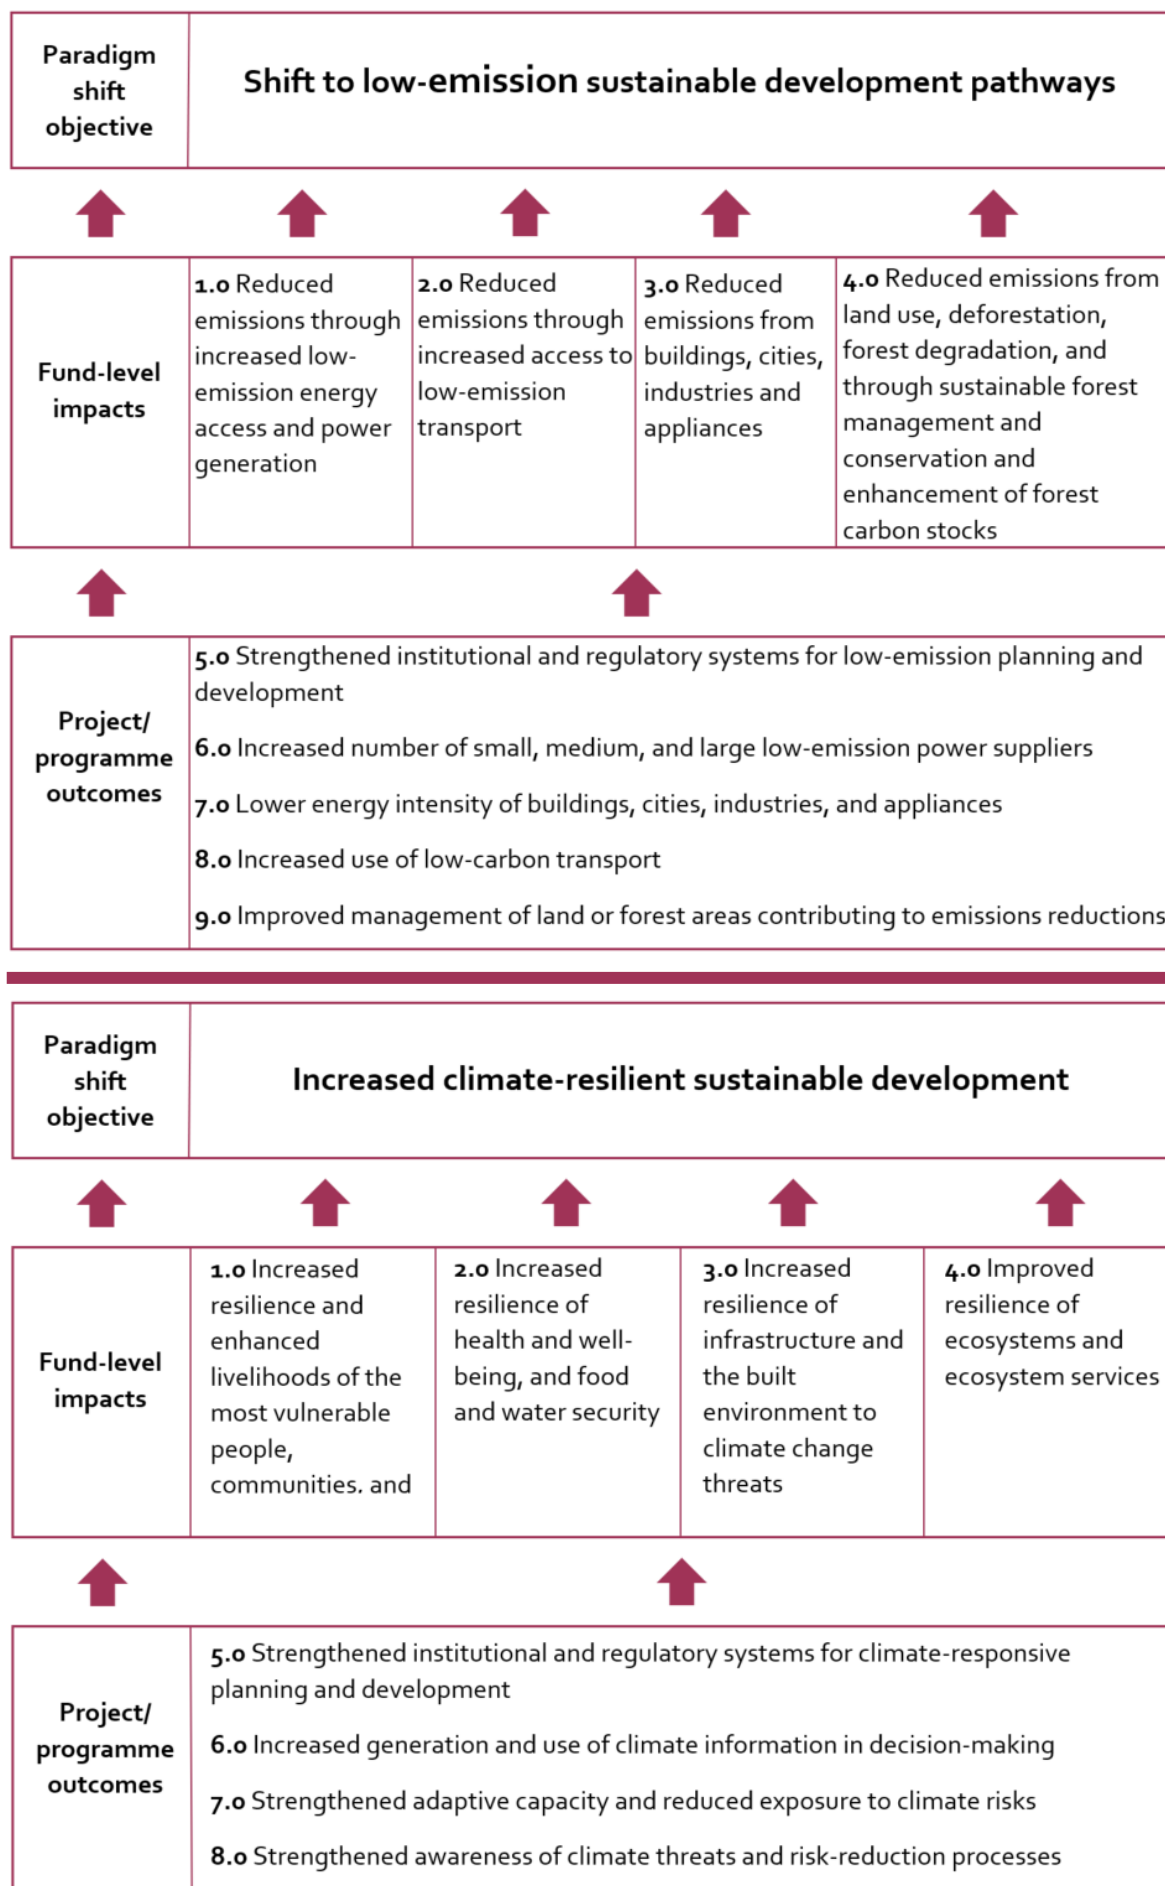 Paradigm
shift
objective
Shift to low-emission sustainable development pathways
Fund-level
impacts
1.0 Reduced
emissions through
increased low-
emission energy
access and power
generation
2.0 Reduced
emissions through
increased access to
low-emission
transport
3.0 Reduced
emissions from
buildings, cities,
industries and
appliances
4.0 Reduced emissions from
land use, deforestation,
forest degradation, and
through sustainable forest
management and
conservation and
enhancement of forest
carbon stocks
Project/
programme
outcomes
5.0 Strengthened institutional and regulatory systems for low-emission planning and
development
6.0 Increased number of small, medium, and large low-emission power suppliers
7.0 Lower energy intensity of buildings, cities, industries, and appliances
8.0 Increased use of low-carbon transport
9.0 Improved management of land or forest areas contributing to emissions reductions
Paradigm
shift
objective
Increased climate-resilient sustainable development
Fund-level
impacts
1.0 Increased
resilience and
enhanced
livelihoods of the
most vulnerable
people,
communities. and
2.0 Increased
resilience of
health and well-
being, and food
and water security
3.0 Increased
resilience of
infrastructure and
the built
environment to
climate change
threats
4.0 Improved
resilience of
ecosystems and
ecosystem services
Project/
programme
outcomes
5.0 Strengthened institutional and regulatory systems for climate-responsive
planning and development
6.0 Increased generation and use of climate information in decision-making
7.0 Strengthened adaptive capacity and reduced exposure to climate risks
8.0 Strengthened awareness of climate threats and risk-reduction processes